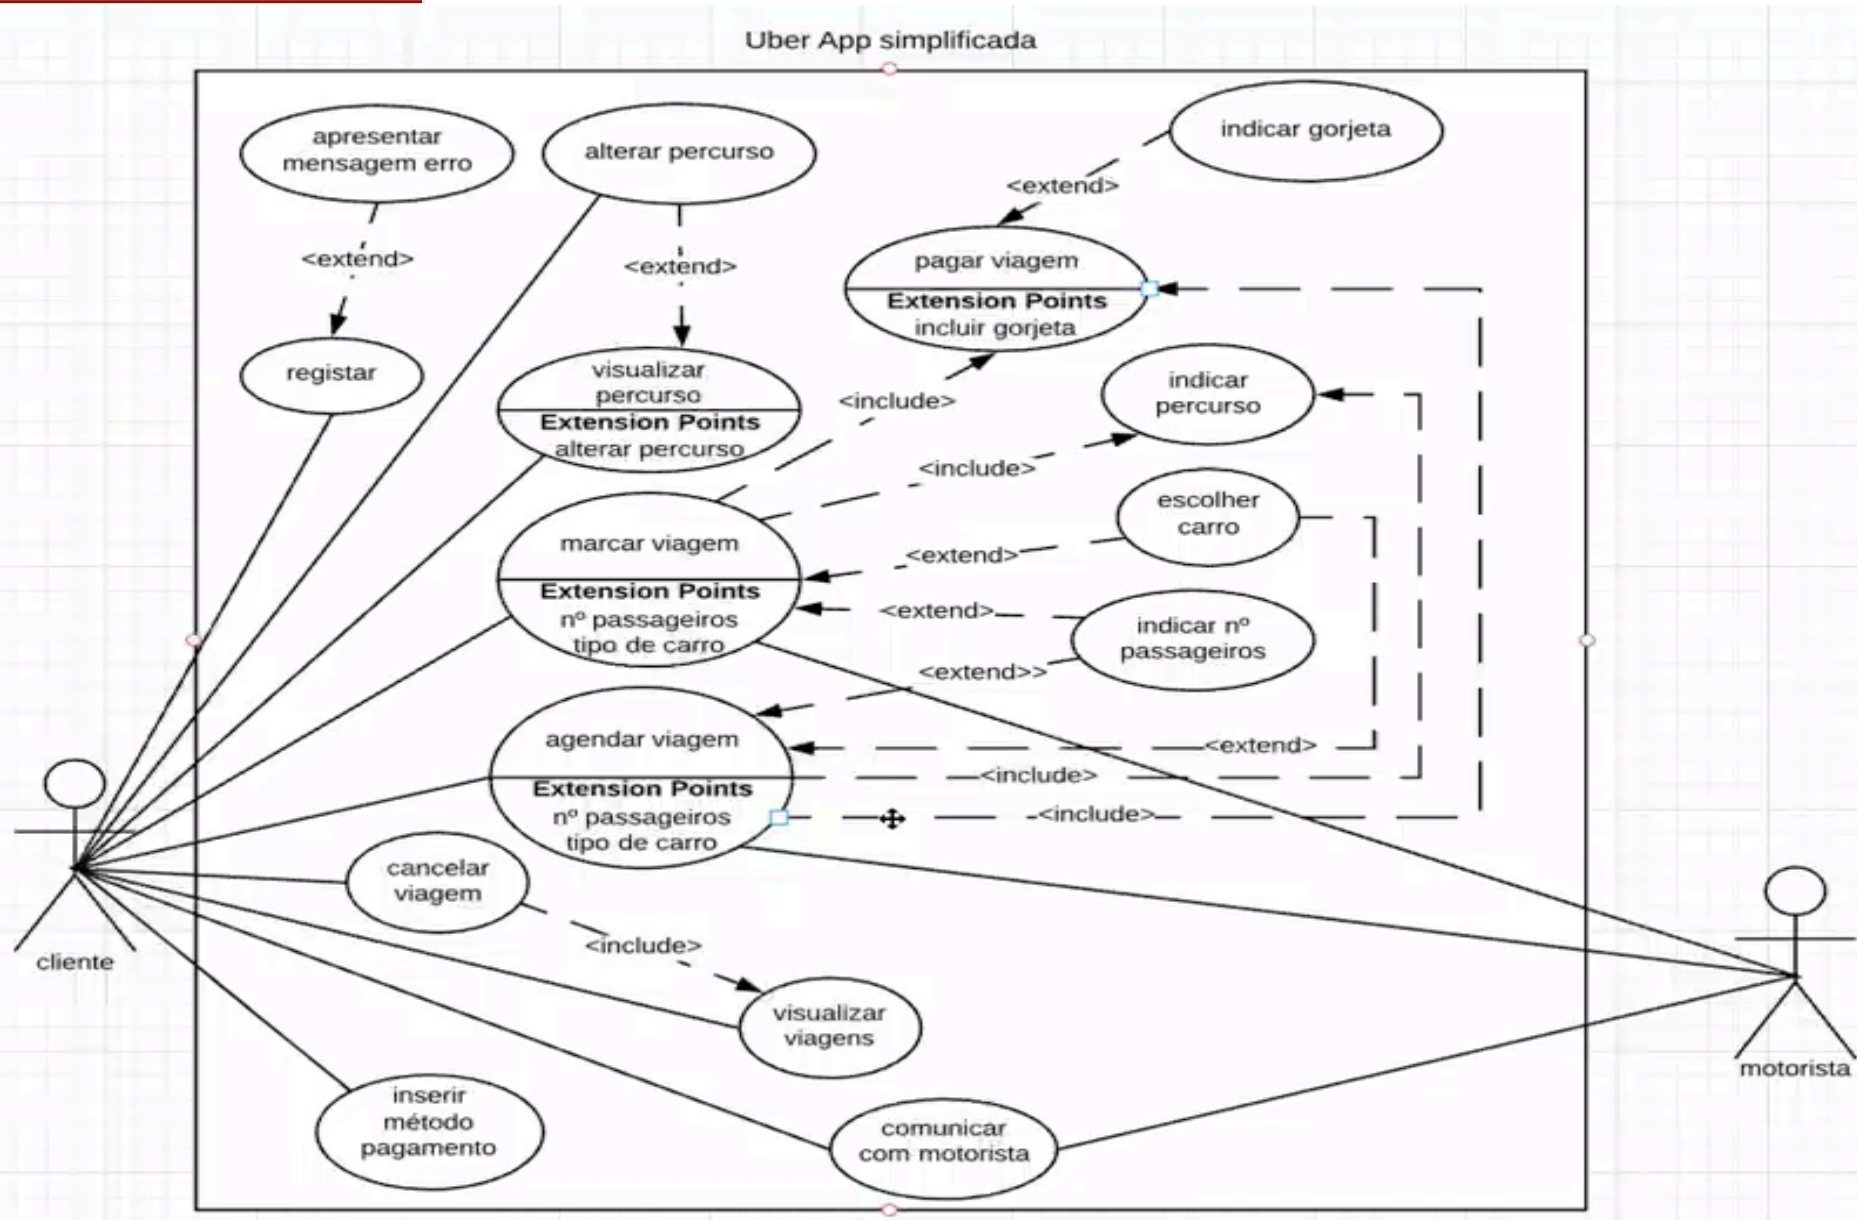 Uber App simplificada
apresentar
mensagem erro
alterar percurso
indicar gorjeta
<extend>
<extend>
<extend>
pagar viagem
Extension Points
incluir gorjeta
registar
visualizar
percurso
Extension Points
alterar percurso
<include>
indicar
percurso
<include>
escolher
carro
marcar viagem
Extension Points
nº passageiros
tipo de carro
<extend>
<extend>
indicar nº
passageiros
<extend>>
agendar viagem
Extension Points
nº passageiros
tipo de carro
<extend>
<include>
<include>
cancelar
viagem
<include>
cliente
visualizar
viagens
motorista
inserir
método
pagamento
comunicar
com motorista